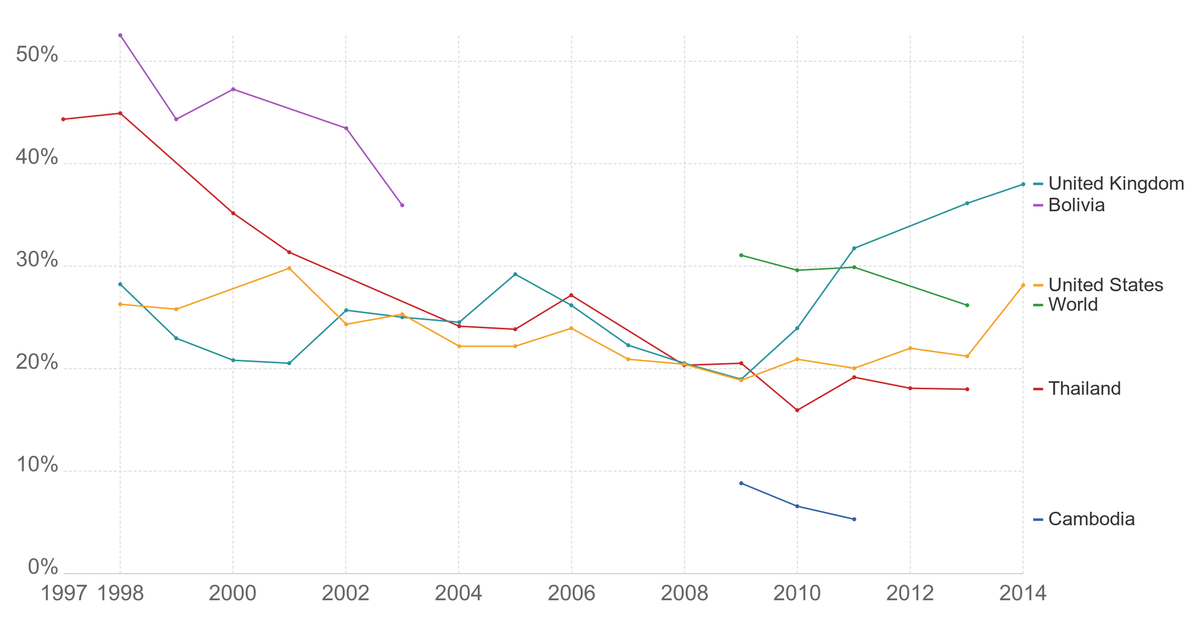 50%
40%
30%
20%
10%
0%
1997 1998 2000 2002 2004 2006 2008 2010 2012 2014
United Kingdom
Bolivia
United States
World
Thailand
Cambodia